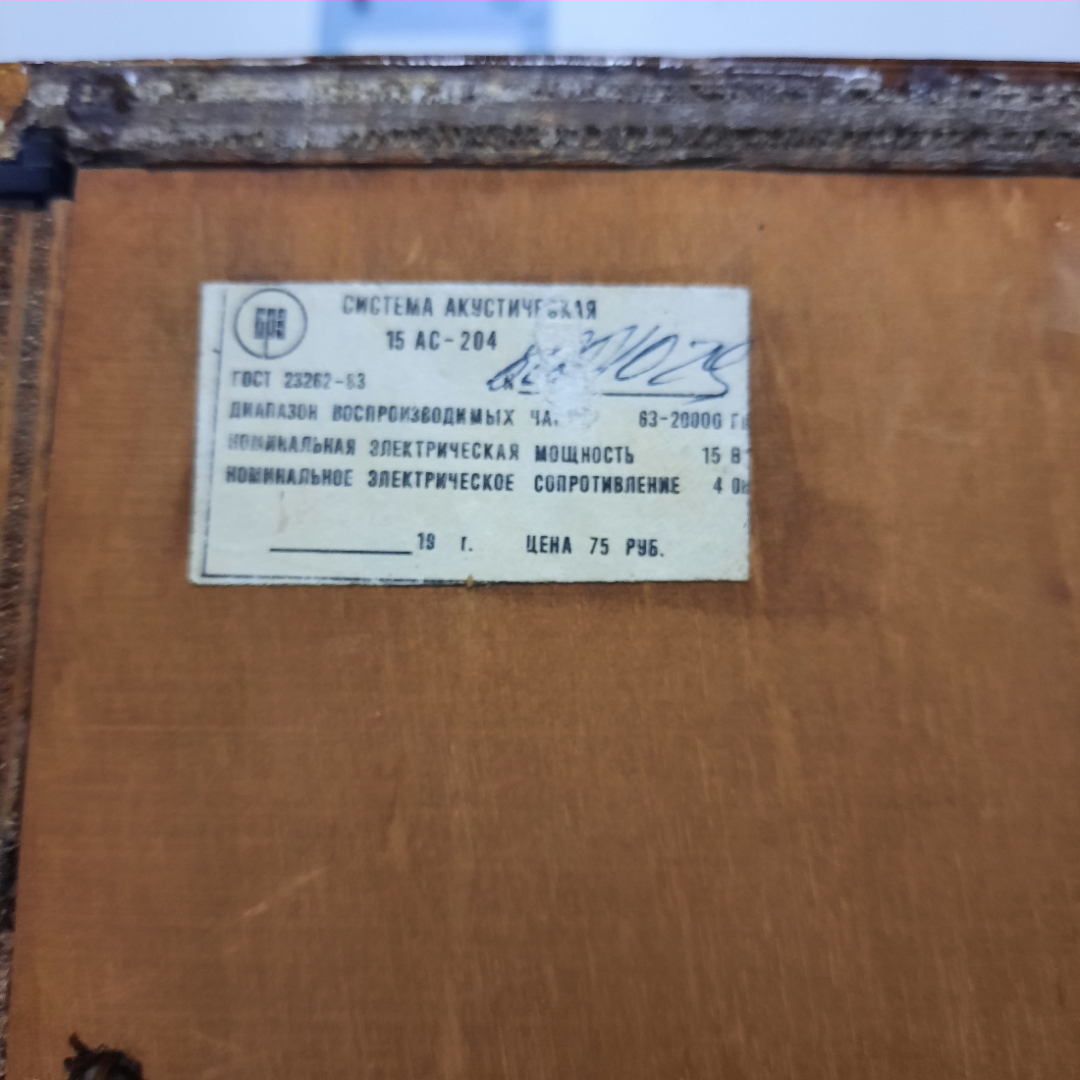 СИСТЕМА АКУСТИЧЕСКАЯ
15 АС-204
ГОСТ 23262-83
ДИАПАЗОН ВОСПРОИЗВОДИМЫХ ЧА 63-20000 Г
НОМИНАЛЬНАЯ ЭЛЕКТРИЧЕСКАЯ МОЩНОСТЬ 15 В
НОМИНАЛЬНОЕ ЭЛЕКТРИЧЕСКОЕ СОПРОТИВЛЕНИЕ 4 О
19 г. ЦЕНА 75 РУБ.